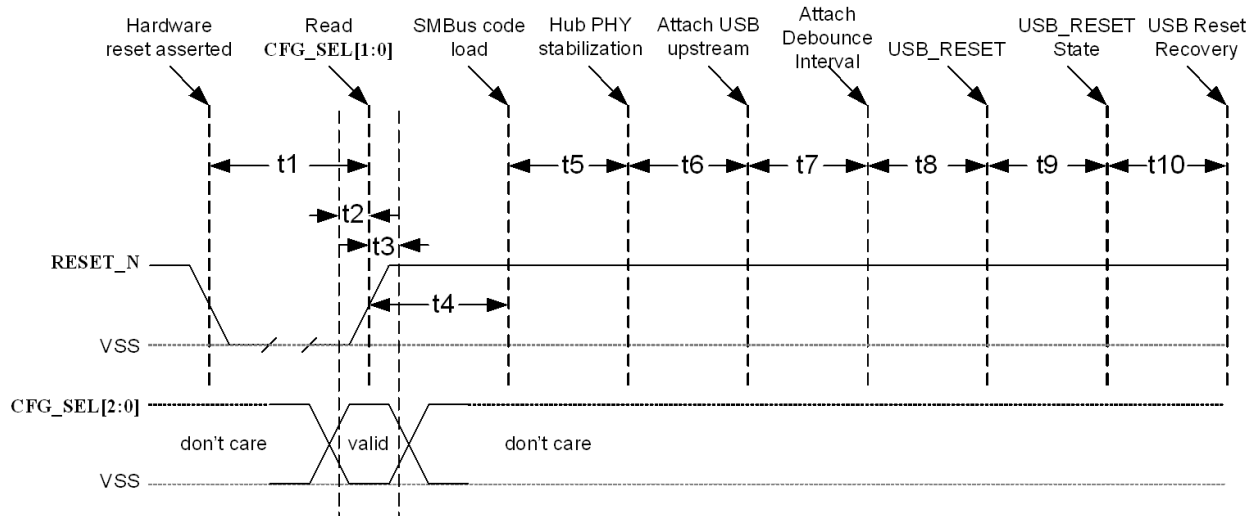 Hardware
reset asserted
Read
CFG_SEL[1:0]
SMBus code
load
Hub PHY
stabilization
Attach USB
upstream
Attach
Debounce
Interval
USB_RESET
USB_RESET
State
USB Reset
Recovery
t1
t5
t6
t7
t8
t9
t10
t2
t3
RESET_N
t4
VSS
CFG_SEL[2:0]
don't care
valid
don't care
VSS